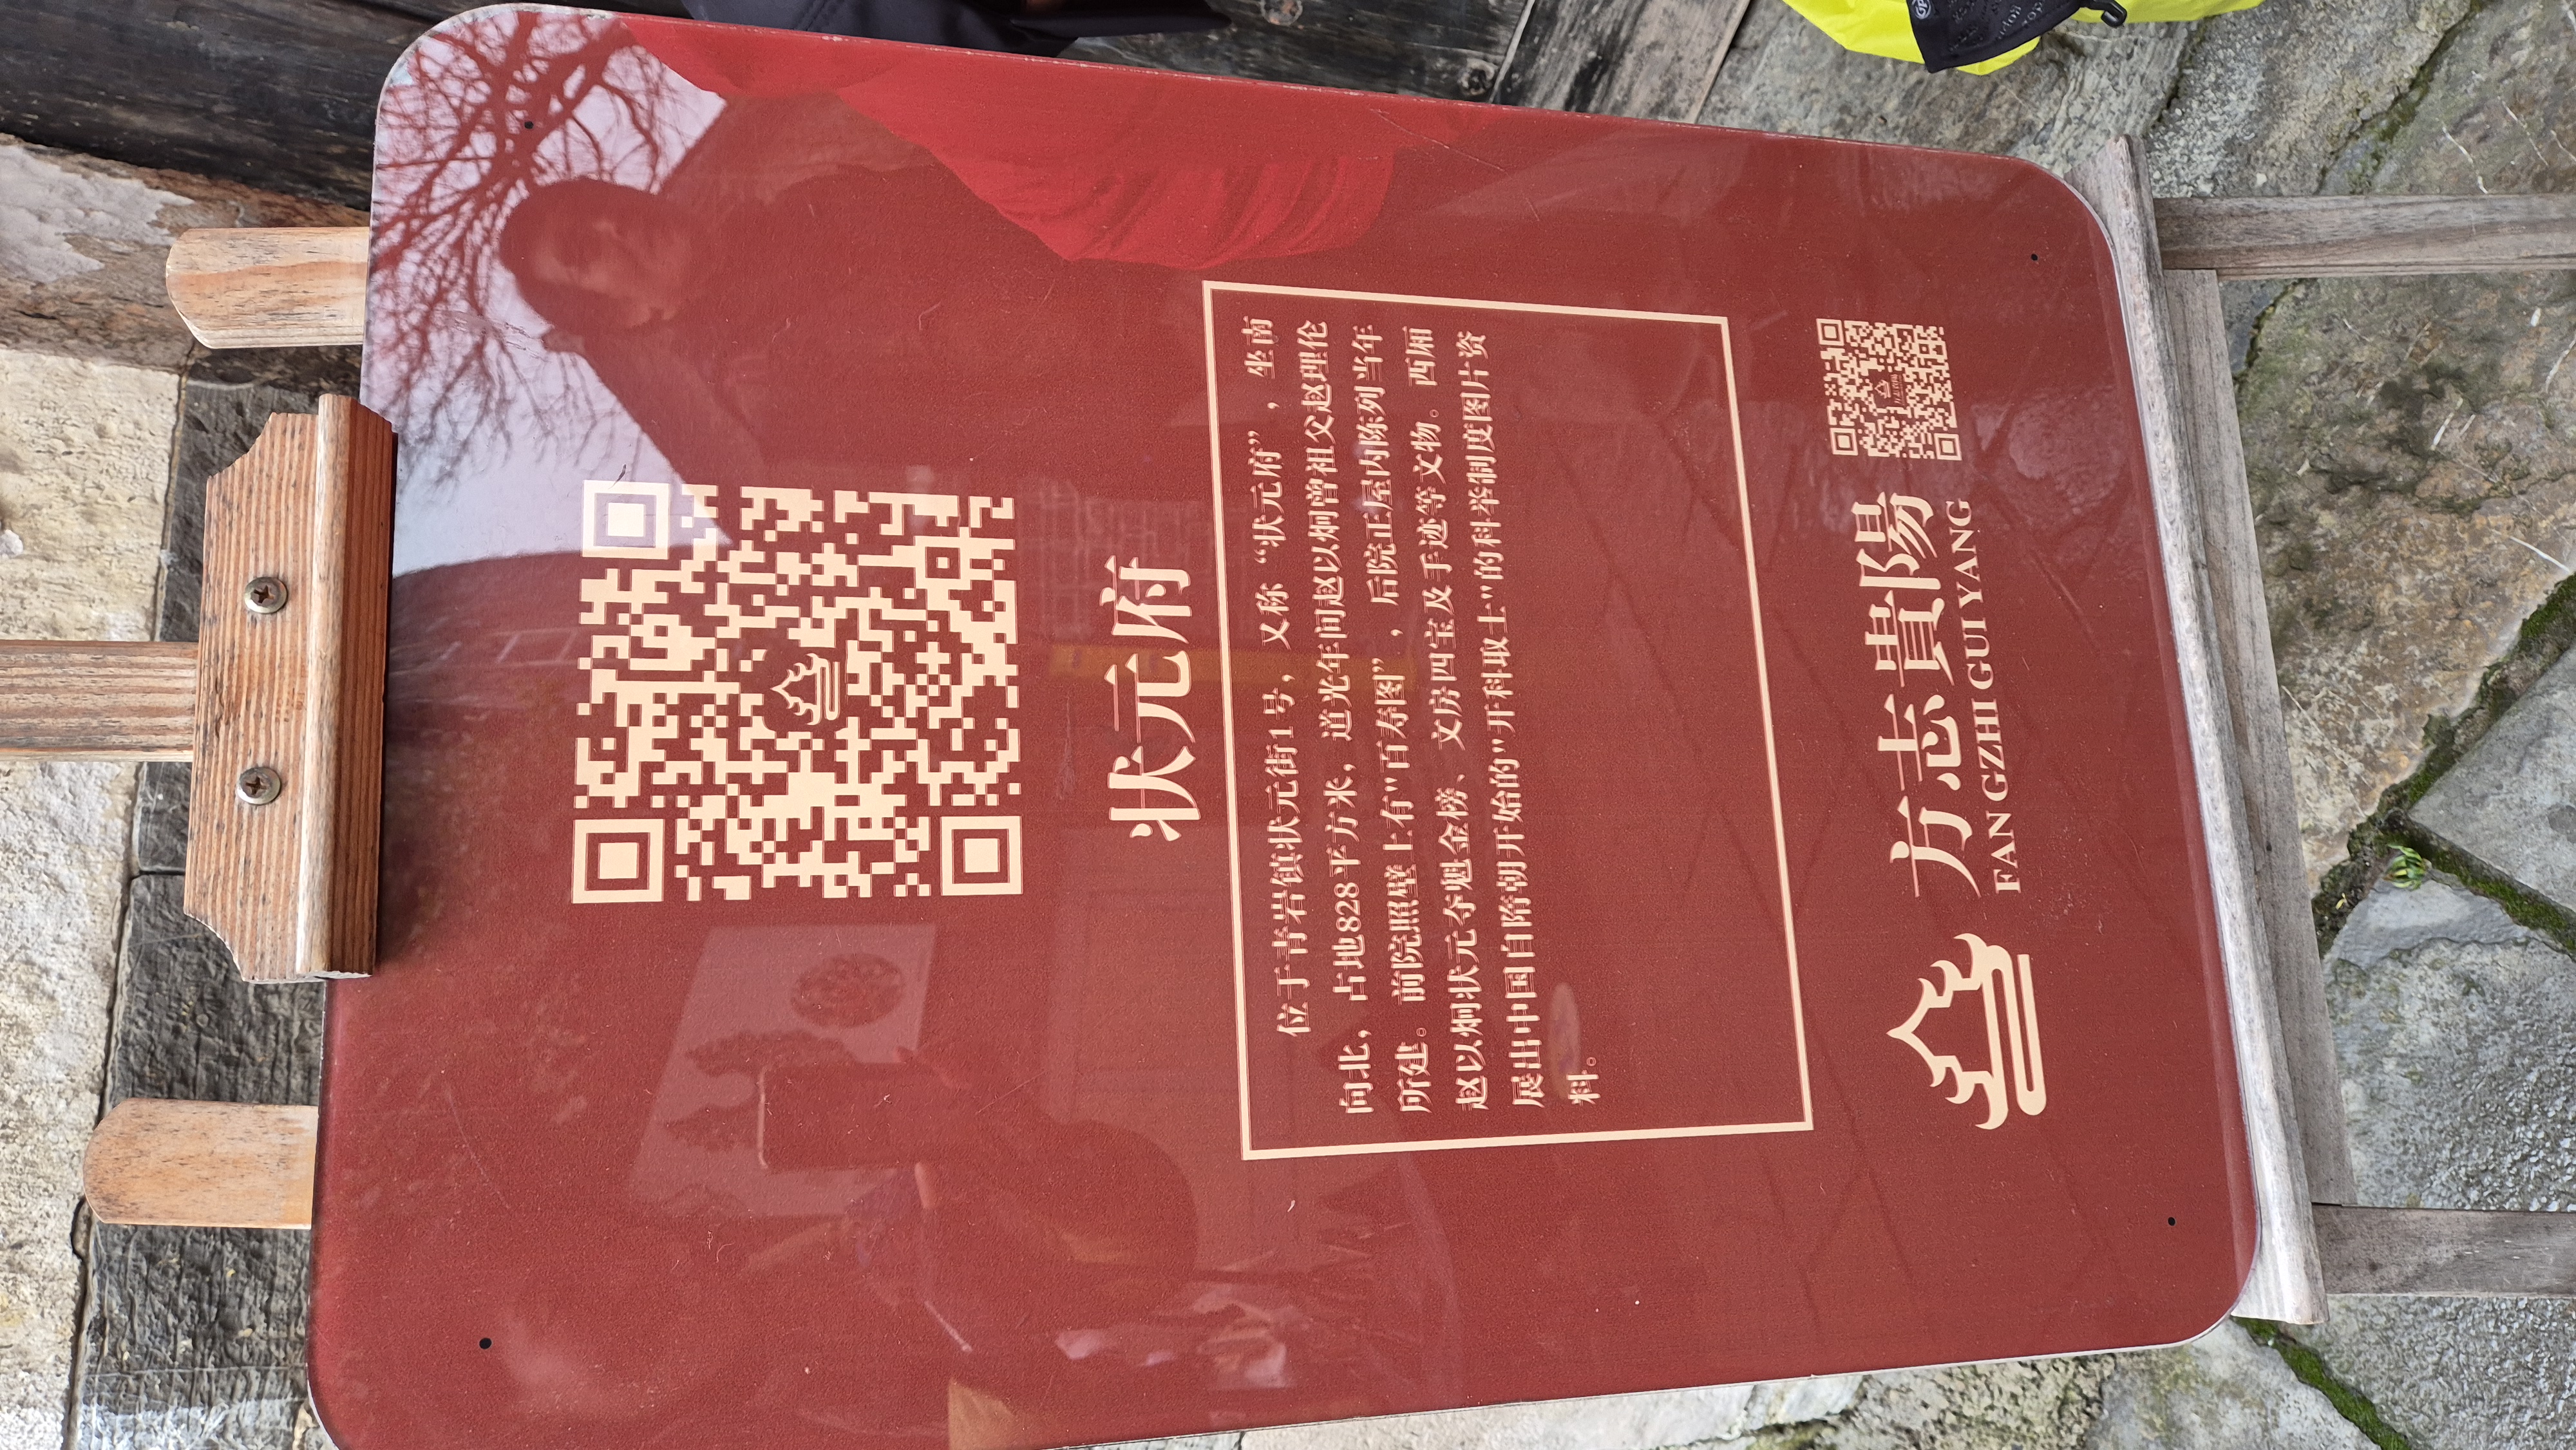 状元府
位于青岩镇状元街1号，又称“状元府”，坐南
向北，占地828平方米，道光年间赵以炯曾祖父赵理伦
所建。前院照壁上有"百寿图”，后院正屋内陈列当年
赵以炯状元夺魁金榜、文房四宝及手迹等文物。西厢
展出中国自隋朝开始的"开科取士"的科举制度图片资
料。
方志貴陽
FANGZHI GUI YANG